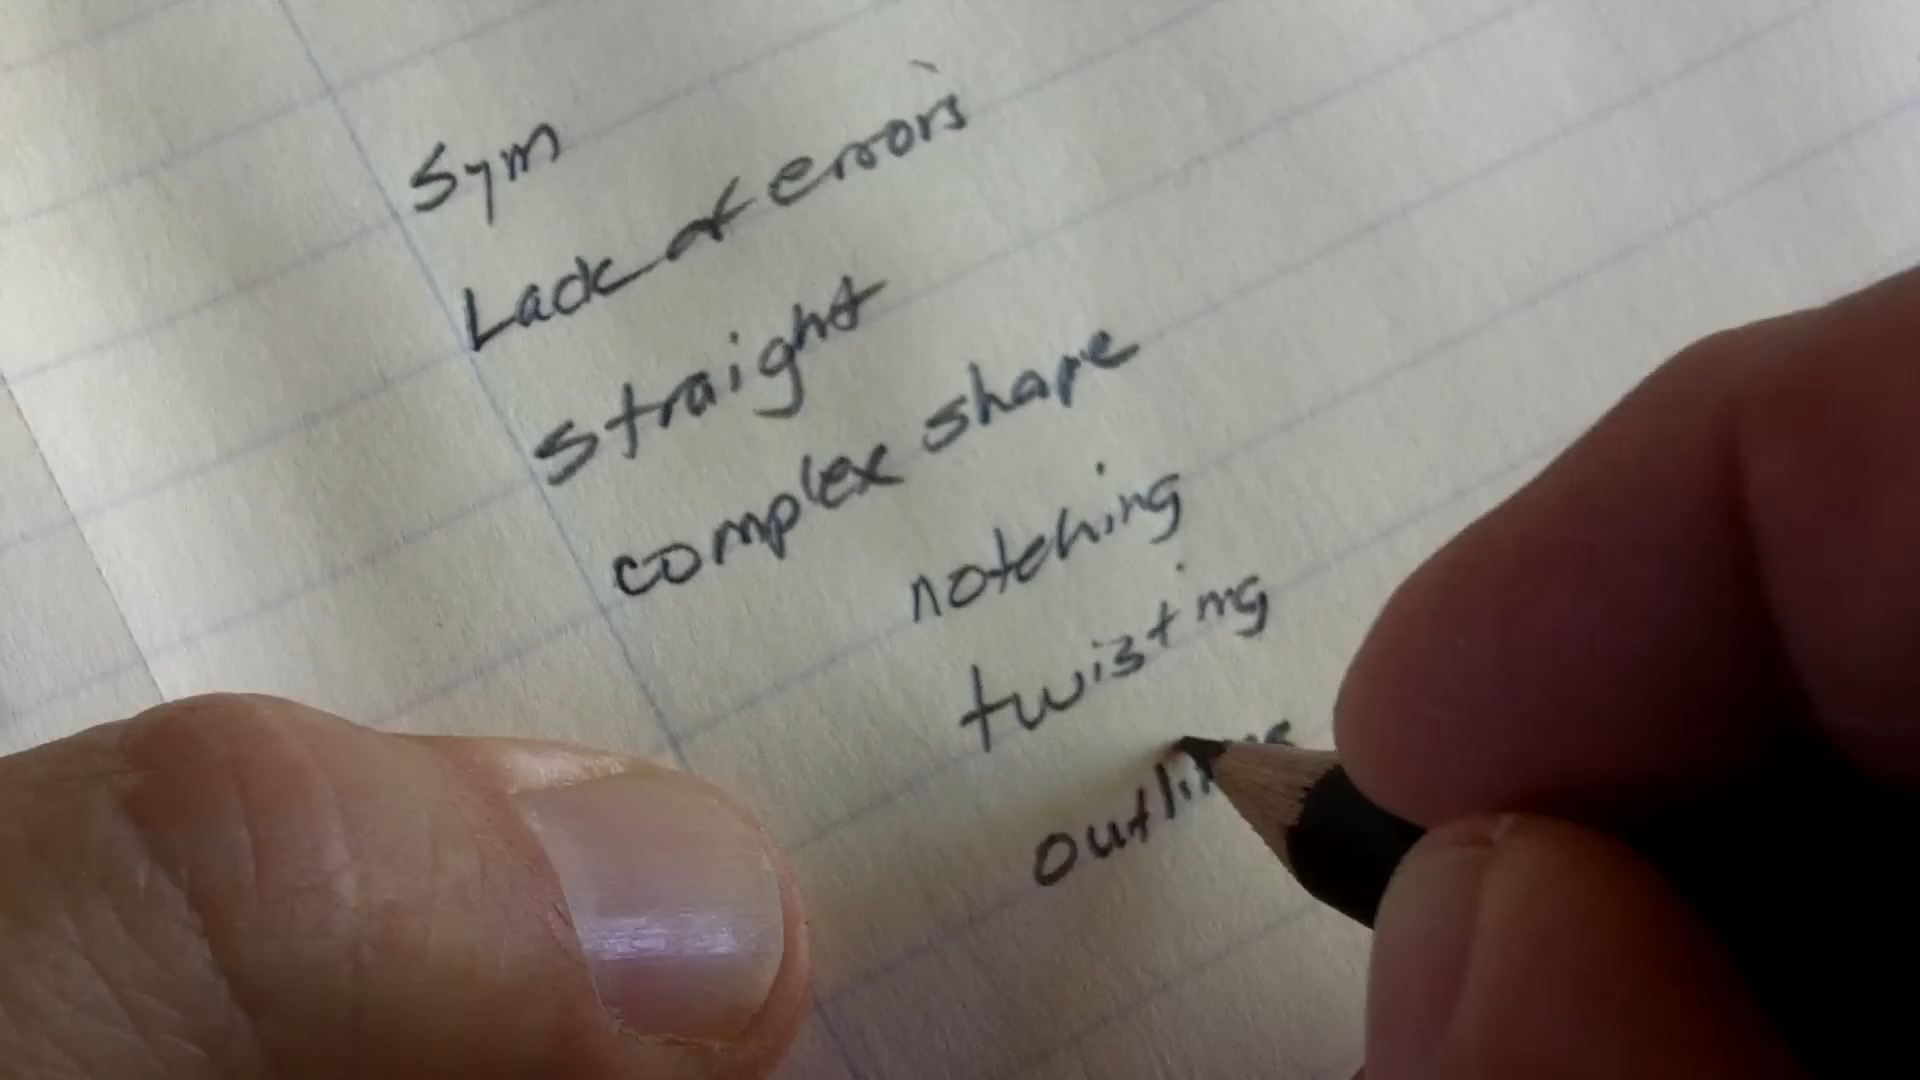 Sym
Lack of errors
straight
complex shape
notching
twisting